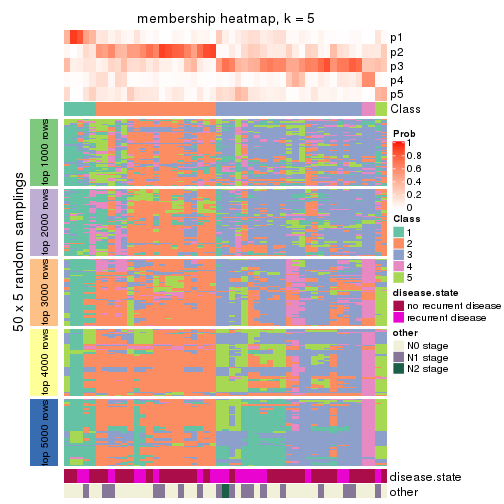 membership heatmap, k = 5
p1
p2
p3
p4
p5
Class
50 x 5 random samplings
top 1000 rows
top 2000 rows
top 3000 rows
top 4000 rows
top 5000 rows
disease.state
other
Prob
1
0.8
0.6
0.4
0.2
0
Class
1
2
3
4
5
disease.state
no recurrent disease
recurrent disease
other
N0 stage
N1 stage
N2 stage